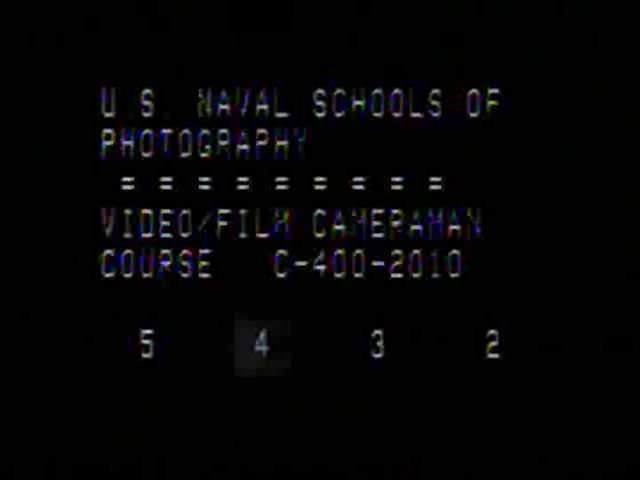 U.S. NAVAL SCHOOLS OF
PHOTOGRAPHY
= = = = = = = = =
VIDEO/FILM CAMERAMAN
COURSE C-400-2010
5 4 3 2